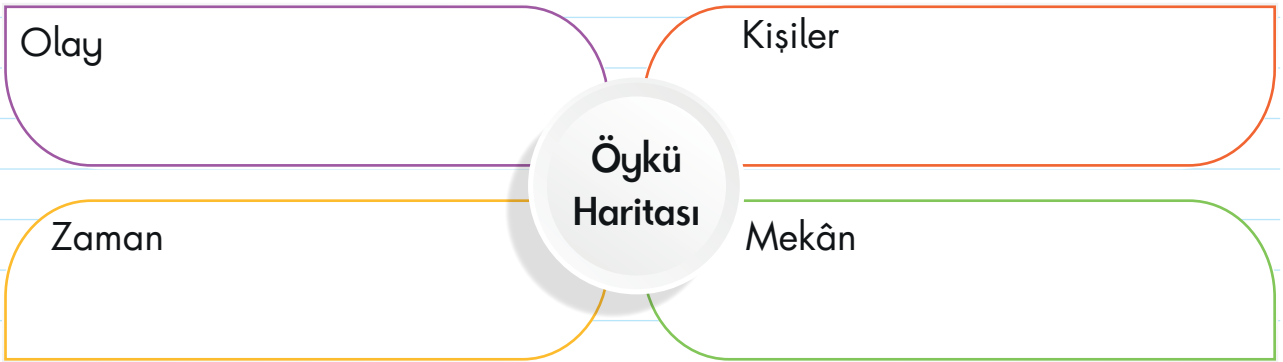 Olay
Kişiler
Öykü
Haritası
Zaman
Mekân